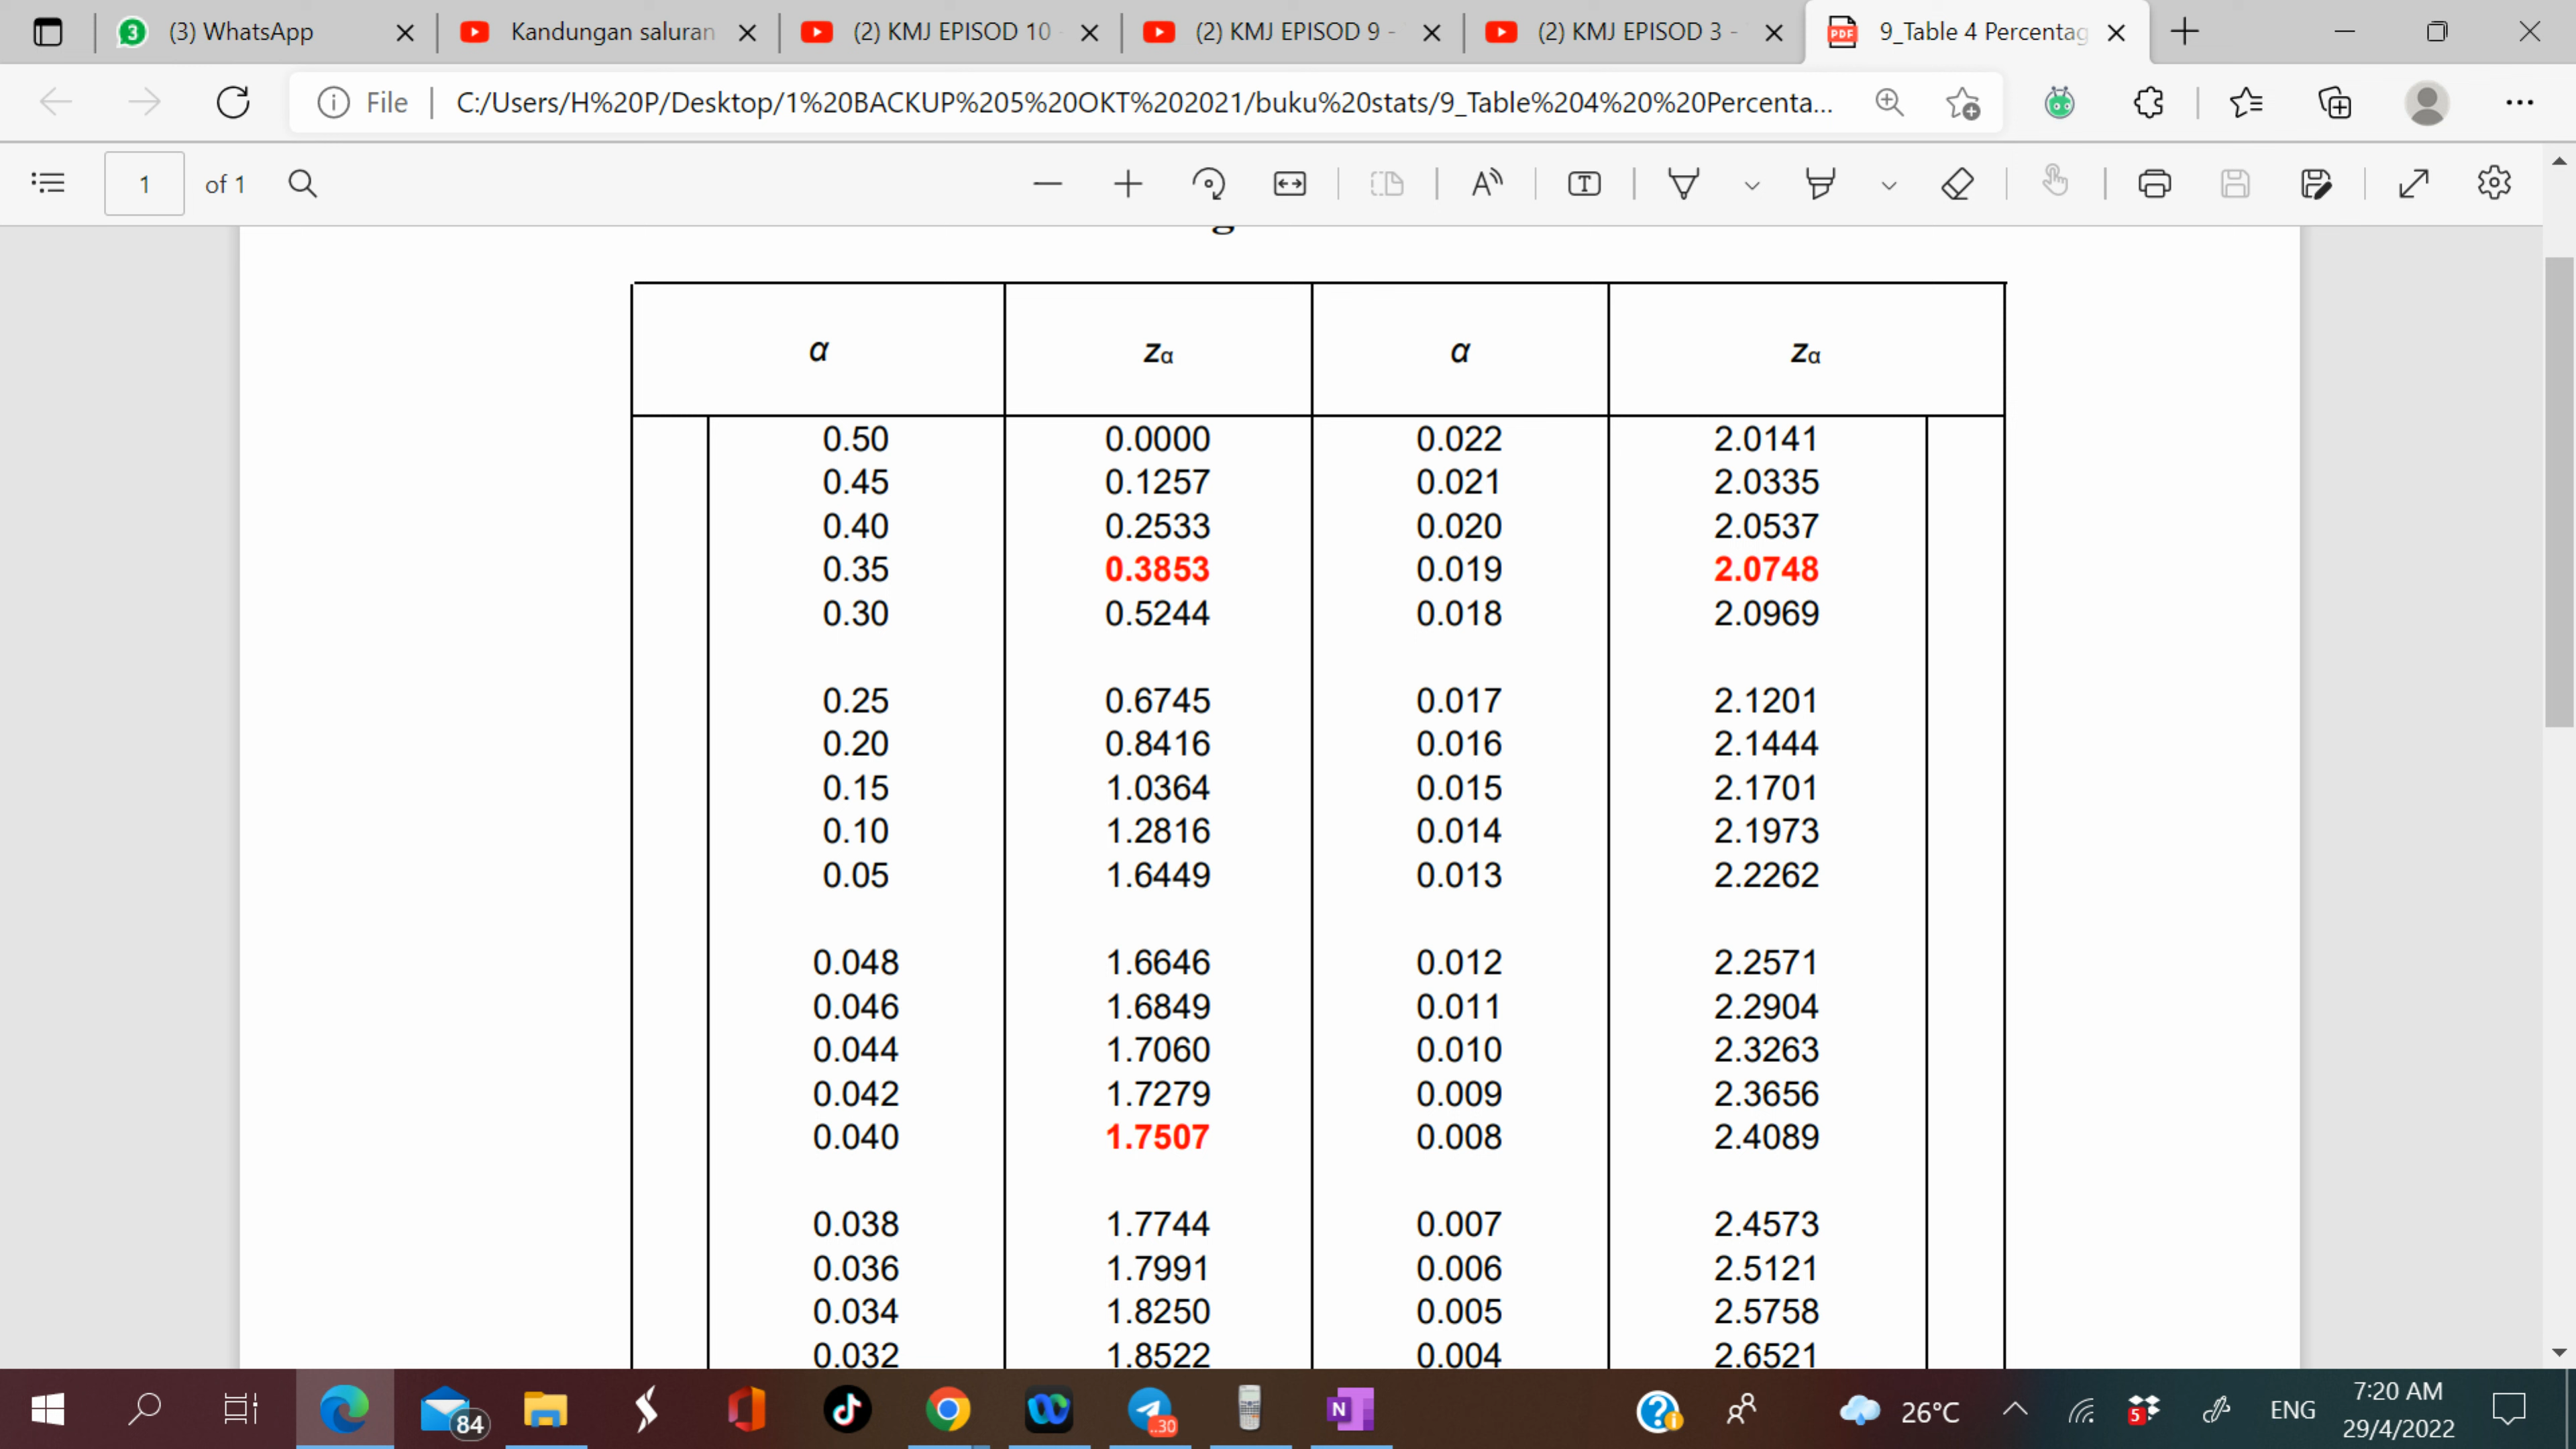 (3) WhatsApp
Kandungan saluran
(2) KMJ EPISOD 10
(2) KMJ EPISOD 9 -
(2) KMJ EPISOD 3 -
9_Table 4 Percentag
File
C:/Users/H%20P/Desktop/1%20BACKUP%205%20OKT%202021/buku%20stats/9_Table%204%20%20Percenta...
1 of 1
α zα α zα
0.50 0.0000 0.022 2.0141
0.45 0.1257 0.021 2.0335
0.40 0.2533 0.020 2.0537
0.35 0.3853 0.019 2.0748
0.30 0.5244 0.018 2.0969
0.25 0.6745 0.017 2.1201
0.20 0.8416 0.016 2.1444
0.15 1.0364 0.015 2.1701
0.10 1.2816 0.014 2.1973
0.05 1.6449 0.013 2.2262
0.048 1.6646 0.012 2.2571
0.046 1.6849 0.011 2.2904
0.044 1.7060 0.010 2.3263
0.042 1.7279 0.009 2.3656
0.040 1.7507 0.008 2.4089
0.038 1.7744 0.007 2.4573
0.036 1.7991 0.006 2.5121
0.034 1.8250 0.005 2.5758
0.032 1.8522 0.004 2.6521
84
..30
26°C
5
ENG
7:20 AM
29/4/2022